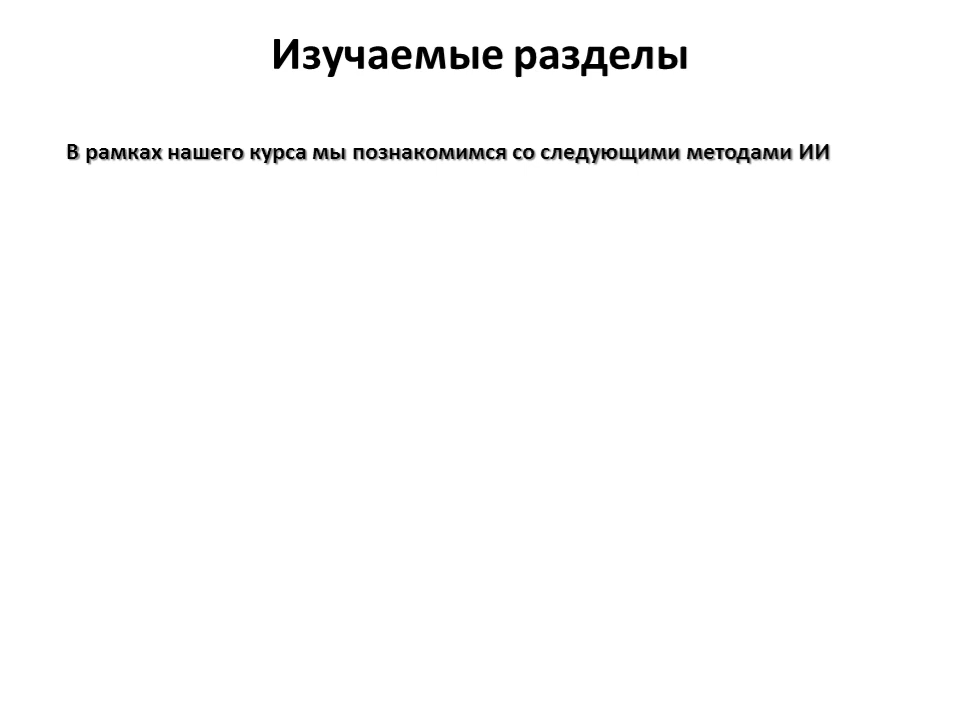 Изучаемые разделы
В рамках нашего курса мы познакомимся со следующими методами ИИ